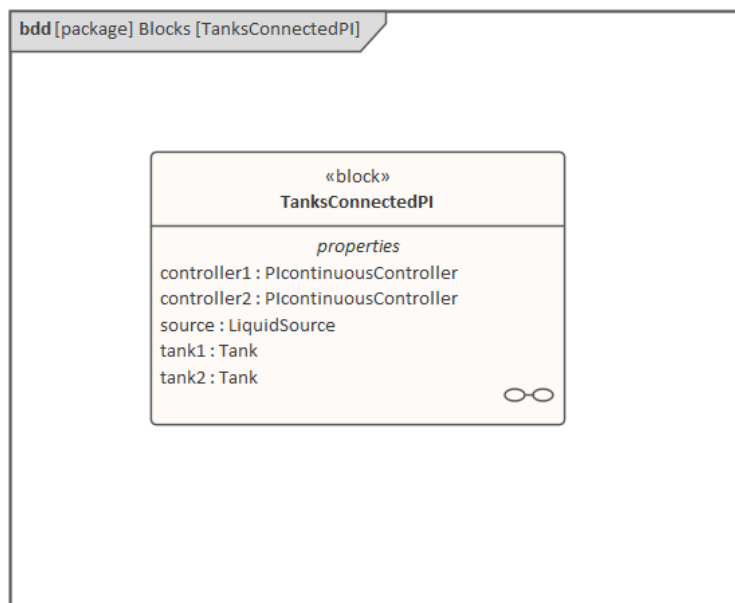 bdd [package] Blocks [TanksConnectedPI]
«block»
TanksConnectedPI
properties
controller1 : PIcontinuousController
controller2 : PIcontinuousController
source : LiquidSource
tank1 : Tank
tank2 : Tank